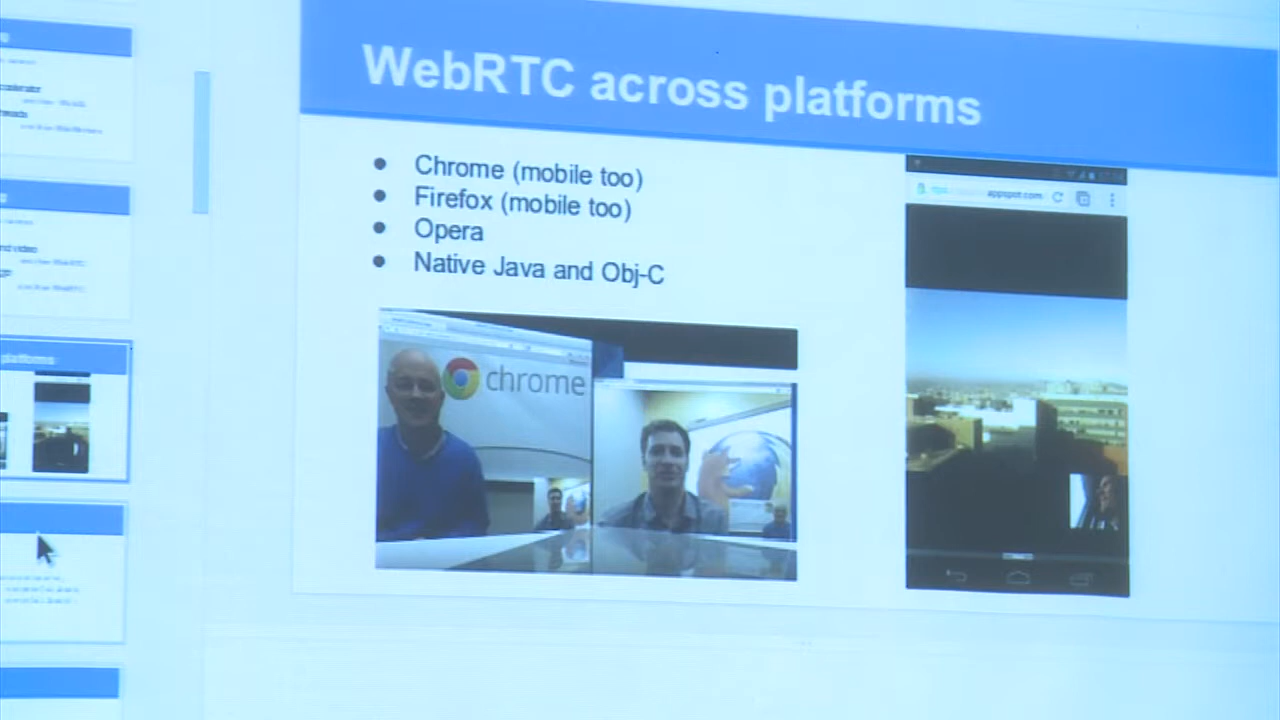 WebRTC across platforms
Chrome (mobile too)
Firefox (mobile too)
Opera
Native Java and Obj-C
chrome
appspot.com
platforms